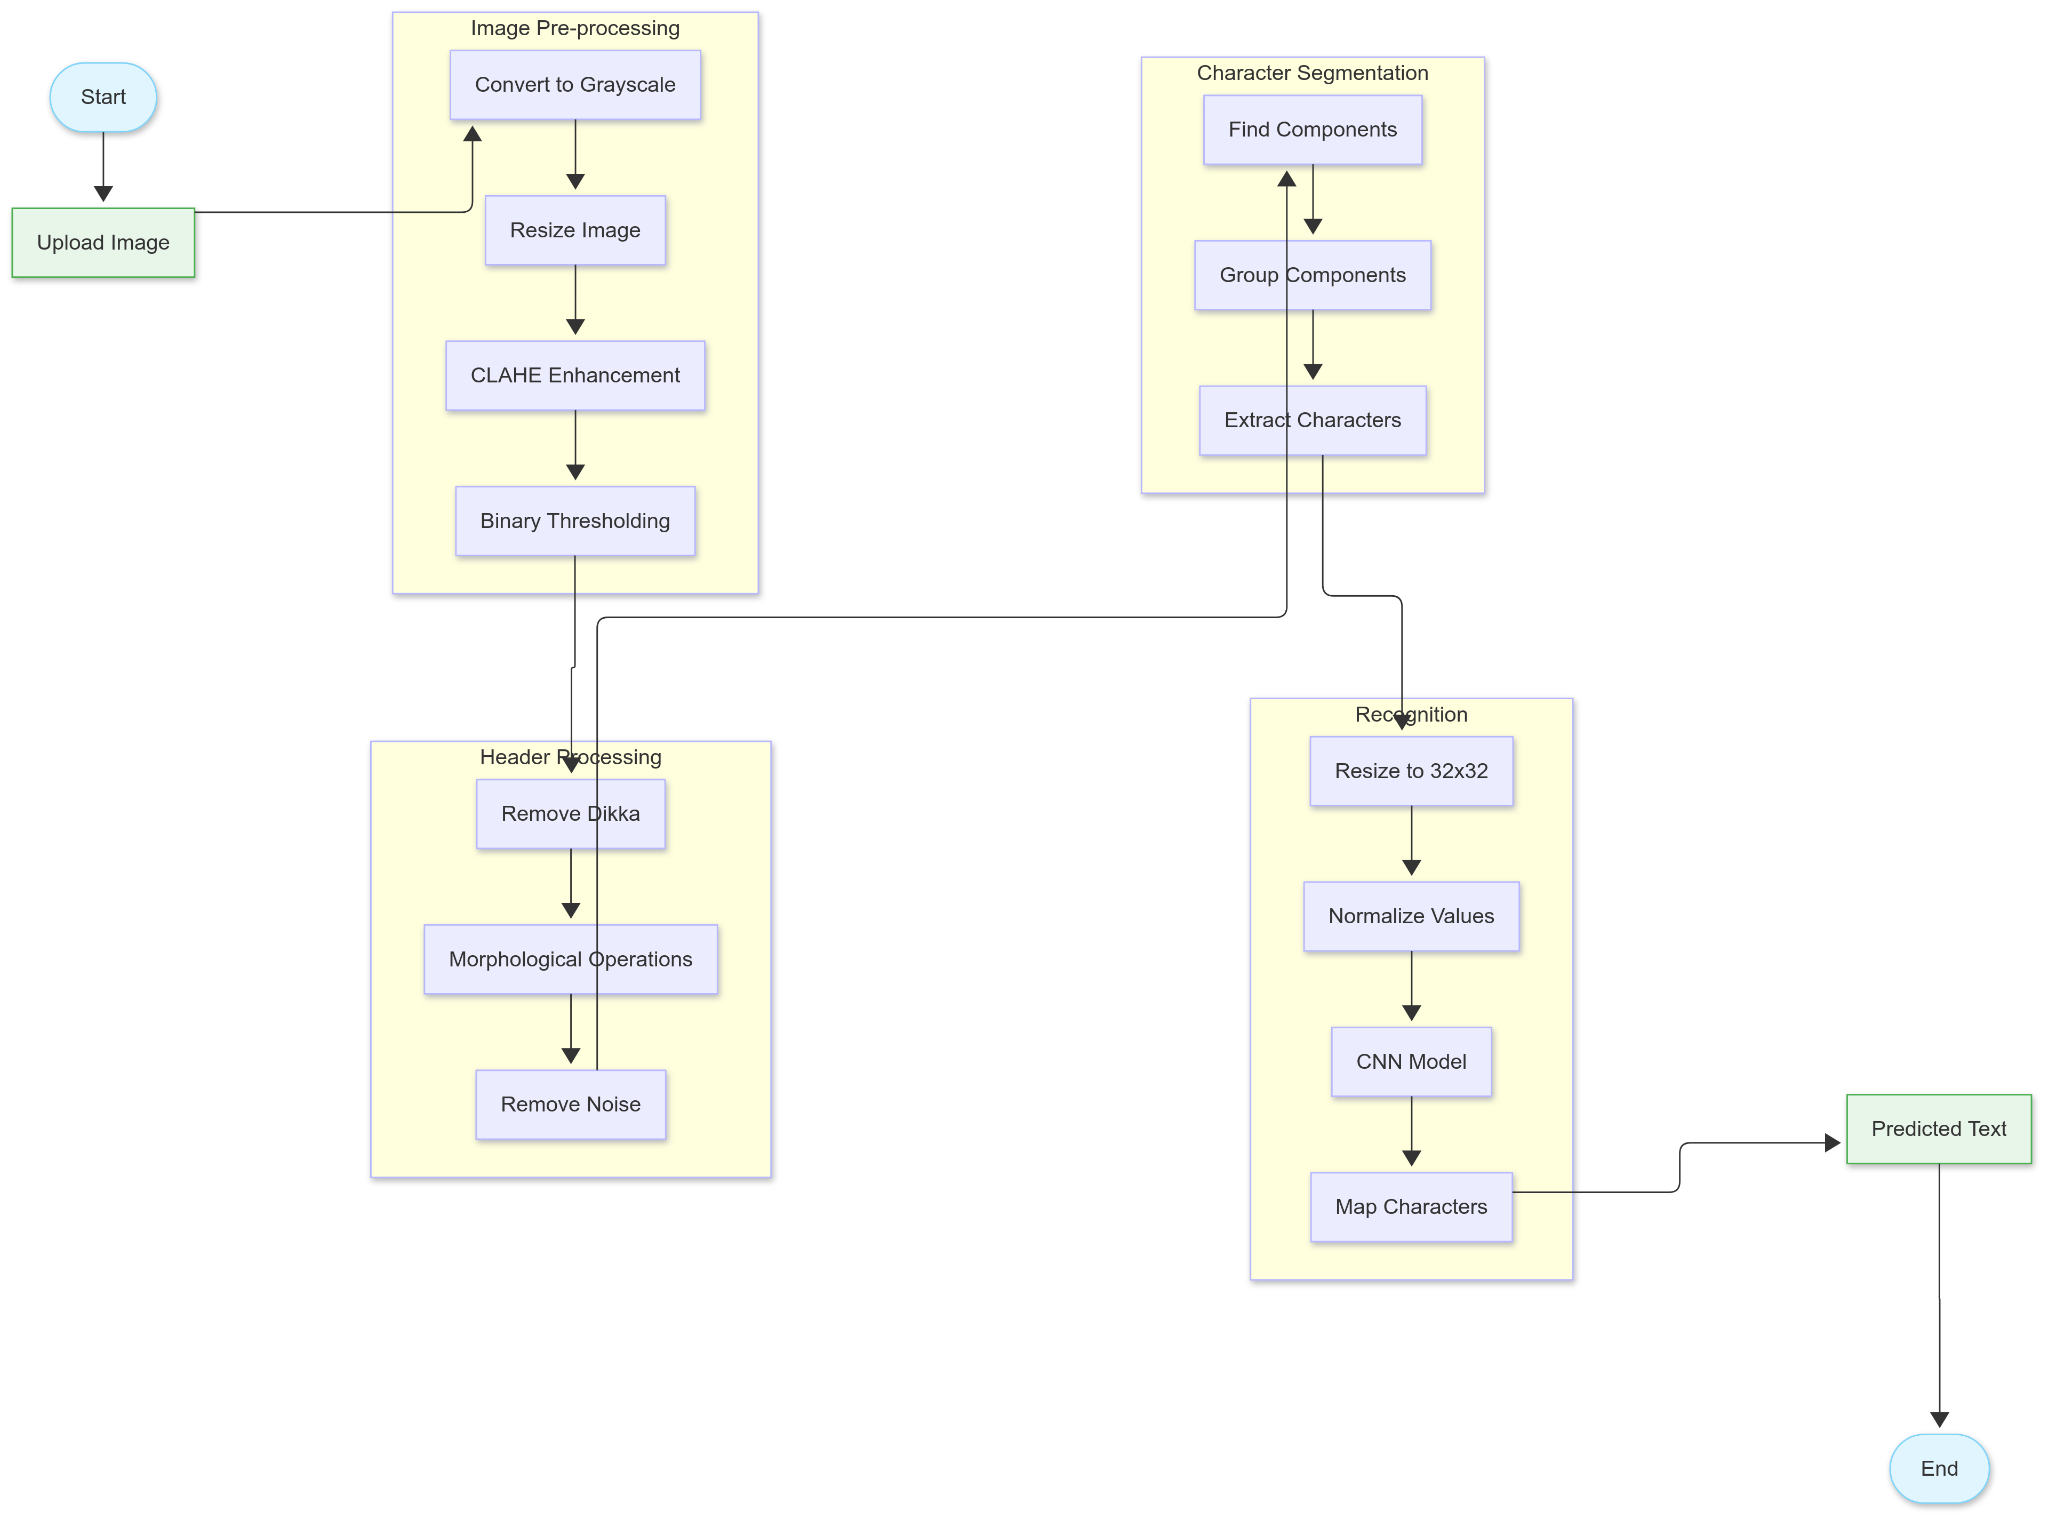 Start
Upload Image
Image Pre-processing
Convert to Grayscale
Resize Image
CLAHE Enhancement
Binary Thresholding
Header Processing
Remove Dikka
Morphological Operations
Remove Noise
Character Segmentation
Find Components
Group Components
Extract Characters
Recognition
Resize to 32x32
Normalize Values
CNN Model
Map Characters
Predicted Text
End